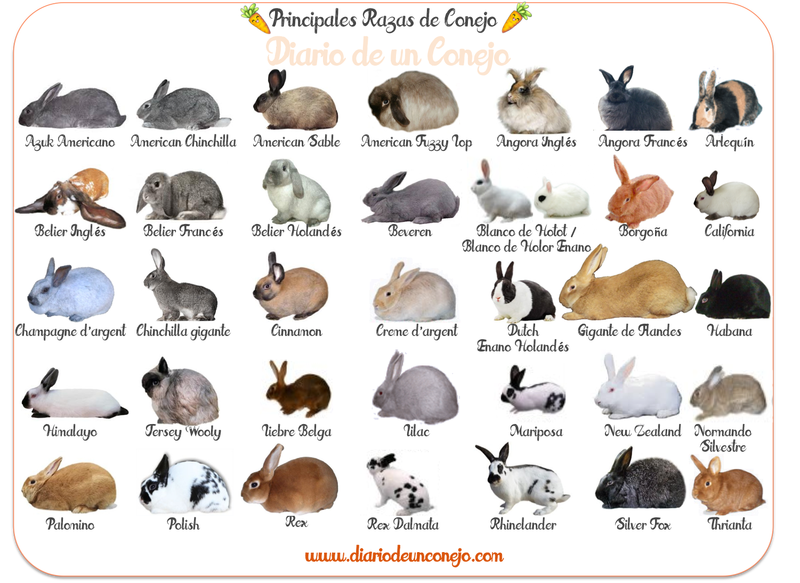 Principales Razas de Conejo
Diario de un Conejo
Azuk Americano American Chinchilla American Sable American Fuzzy Lop Angora Inglés Angora Francés Arlequín
Belier Inglés Belier Francés Belier Holandés Beveren Blanco de Hotot / Borgoña California
Blanco de Holor Enano
Champagne d'argent Chinchilla gigante Cinnamon Creme d'argent Dutch Gigante de Flandes Habana
Enano Holandés
Himalayo Jersey Wooly Liebre Belga Lilac Mariposa New Zealand Normando
Silvestre
Palomino Polish Rex Rex Dalmata Rhinelander Silver Fox Thrianta
www.diariodeunconejo.com